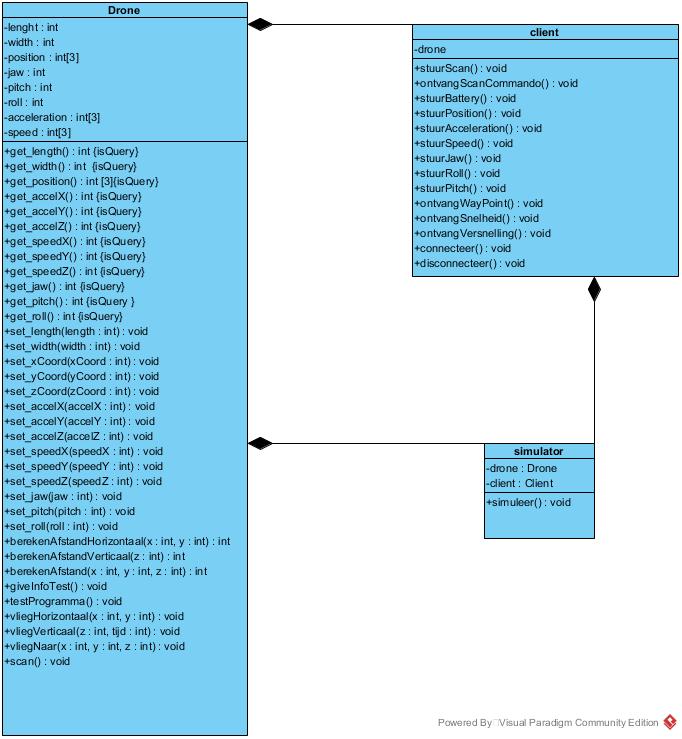 Drone
-lenght : int
-width : int
-position : int[3]
-jaw : int
-pitch : int
-roll : int
-acceleration : int[3]
-speed : int[3]
+get_length() : int {isQuery}
+get_width() : int {isQuery}
+get_position() : int [3]{isQuery}
+get_accelX() : int {isQuery}
+get_accelY() : int {isQuery}
+get_accelZ() : int {isQuery}
+get_speedX() : int {isQuery}
+get_speedY() : int {isQuery}
+get_speedZ() : int {isQuery}
+get_jaw() : int {isQuery}
+get_pitch() : int {isQuery }
+get_roll() : int {isQuery}
+set_length(length : int) : void
+set_width(width : int) : void
+set_xCoord(xCoord : int) : void
+set_yCoord(yCoord : int) : void
+set_zCoord(zCoord : int) : void
+set_accelX(accelX : int) : void
+set_accelY(accelY : int) : void
+set_accelZ(accelZ : int) : void
+set_speedX(speedX : int) : void
+set_speedY(speedY : int) : void
+set_speedZ(speedZ : int) : void
+set_jaw(jaw : int) : void
+set_pitch(pitch : int) : void
+set_roll(roll : int) : void
+berekenAfstandHorizontaal(x : int, y : int) : int
+berekenAfstandVerticaal(z : int) : int
+berekenAfstand(x : int, y : int, z : int) : int
+giveInfoTest() : void
+testProgramma() : void
+vliegHorizontaal(x : int, y : int) : void
+vliegVerticaal(z : int, tijd : int) : void
+vliegNaar(x : int, y : int, z : int) : void
+scan() : void
client
-drone
+stuurScan() : void
+ontvangScanCommando() : void
+stuurBattery() : void
+stuurPosition() : void
+stuurAcceleration() : void
+stuurSpeed() : void
+stuurJaw() : void
+stuurRoll() : void
+stuurPitch() : void
+ontvangWayPoint() : void
+ontvangSnelheid() : void
+ontvangVersnelling() : void
+connecteer() : void
+disconnecteer() : void
simulator
-drone : Drone
-client : Client
+simuleer() : void
Powered By Visual Paradigm Community Edition